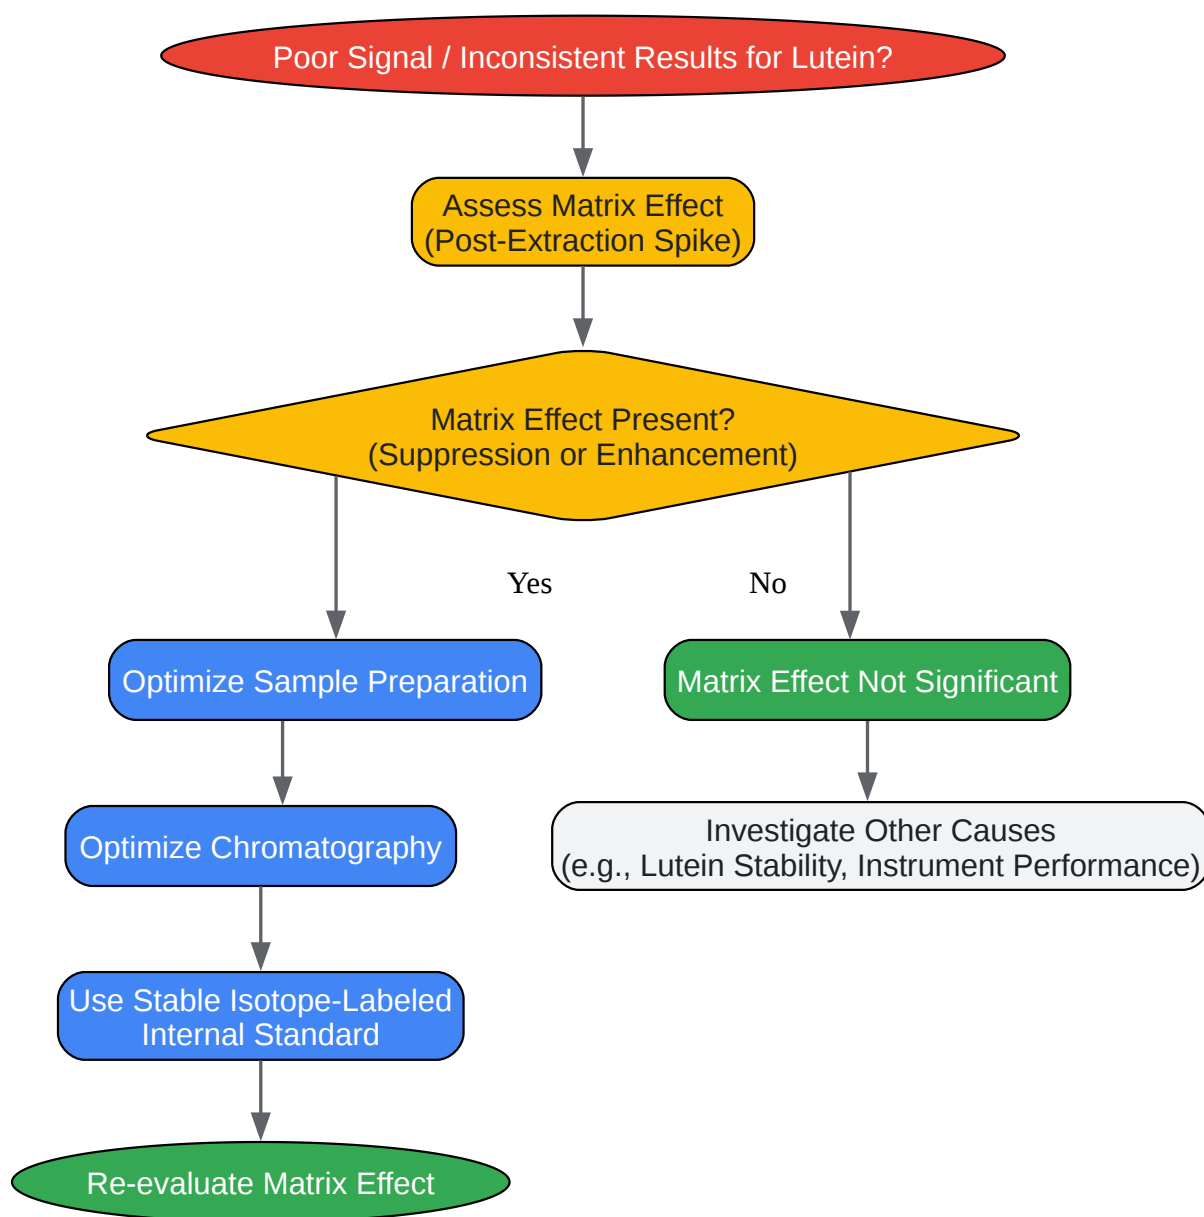 Poor Signal / Inconsistent Results for Lutein?
Assess Matrix Effect
(Post-Extraction Spike)
Matrix Effect Present?
(Suppression or Enhancement)
Yes
No
Optimize Sample Preparation
Matrix Effect Not Significant
Optimize Chromatography
Investigate Other Causes
(e.g., Lutein Stability, Instrument Performance)
Use Stable Isotope-Labeled
Internal Standard
Re-evaluate Matrix Effect